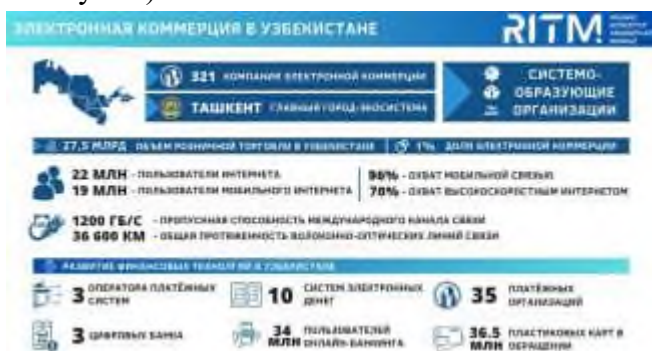 ЭЛЕКТРОННАЯ КОММЕРЦИЯ В УЗБЕКИСТАНЕ
RITM
321 КОМПАНИЯ ЭЛЕКТРОННОЙ КОММЕРЦИИ
ТАШКЕНТ ГЛАВНЫЙ ГОРОД-ЭКОСИСТЕМА
СИСТЕМО-
ОБРАЗУЮЩИЕ
ОРГАНИЗАЦИИ
27,5 МЛРД ОБЪЕМ РОЗНИЧНОЙ ТОРГОВЛИ В УЗБЕКИСТАНЕ
1% ДОЛЯ ЭЛЕКТРОННОЙ КОММЕРЦИИ
22 МЛН - ПОЛЬЗОВАТЕЛИ ИНТЕРНЕТА
19 МЛН - ПОЛЬЗОВАТЕЛИ МОБИЛЬНОГО ИНТЕРНЕТА
98% - ОХВАТ МОБИЛЬНОЙ СВЯЗЬЮ
70% - ОХВАТ ВЫСОКОСКОРОСТНЫМ ИНТЕРНЕТОМ
1200 ГБ/С - ПРОПУСКНАЯ СПОСОБНОСТЬ МЕЖДУНАРОДНОГО КАНАЛА СВЯЗИ
36 600 КМ - ОБЩАЯ ПРОТЯЖЕННОСТЬ ВОЛОКОННО-ОПТИЧЕСКИХ ЛИНИЙ СВЯЗИ
РАЗВИТИЕ ФИНАНСОВЫХ ТЕХНОЛОГИЙ В УЗБЕКИСТАНЕ
3 ОПЕРАТОРА ПЛАТЁЖНЫХ СИСТЕМ
10 СИСТЕМ ЭЛЕКТРОННЫХ ДЕНЕГ
35 ПЛАТЁЖНЫХ ОРГАНИЗАЦИЙ
3 ЦИФРОВЫХ БАНКА
34 МЛН ПОЛЬЗОВАТЕЛЕЙ ОНЛАЙН-БАНКИНГА
36.5 МЛН ПЛАСТИКОВЫХ КАРТ В ОБРАЩЕНИИ